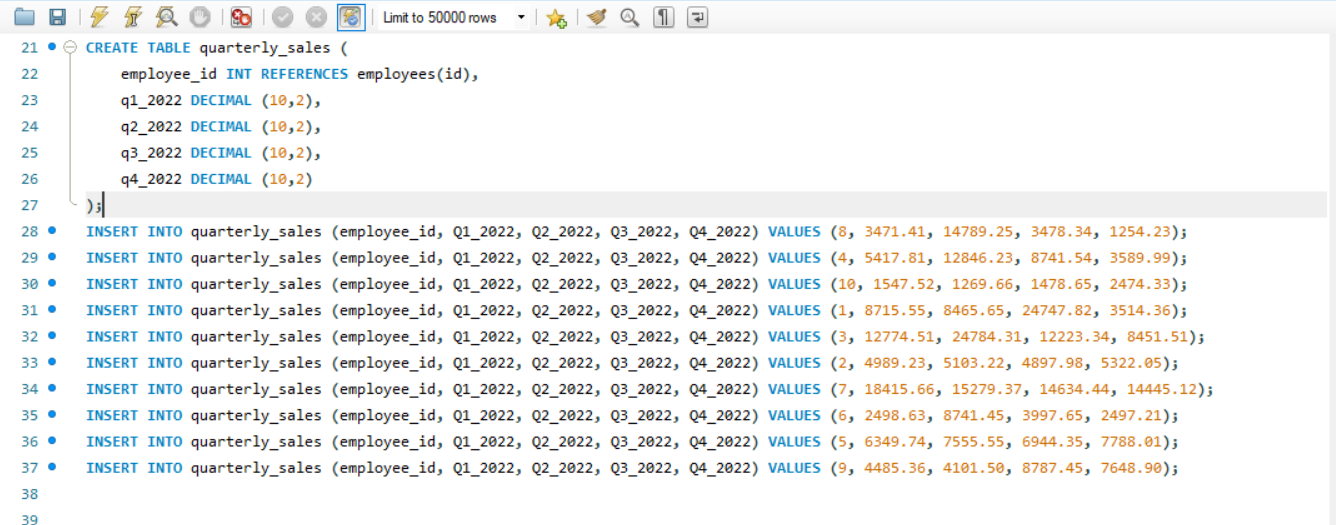 Limit to 50000 rows
21 CREATE TABLE quarterly_sales (
22 employee_id INT REFERENCES employees(id),
23 q1_2022 DECIMAL (10,2),
24 q2_2022 DECIMAL (10,2),
25 q3_2022 DECIMAL (10,2),
26 q4_2022 DECIMAL (10,2)
27 );
28 INSERT INTO quarterly_sales (employee_id, Q1_2022, Q2_2022, Q3_2022, Q4_2022) VALUES (8, 3471.41, 14789.25, 3478.34, 1254.23);
29 INSERT INTO quarterly_sales (employee_id, Q1_2022, Q2_2022, Q3_2022, Q4_2022) VALUES (4, 5417.81, 12846.23, 8741.54, 3589.99);
30 INSERT INTO quarterly_sales (employee_id, Q1_2022, Q2_2022, Q3_2022, Q4_2022) VALUES (10, 1547.52, 1269.66, 1478.65, 2474.33);
31 INSERT INTO quarterly_sales (employee_id, Q1_2022, Q2_2022, Q3_2022, Q4_2022) VALUES (1, 8715.55, 8465.65, 24747.82, 3514.36);
32 INSERT INTO quarterly_sales (employee_id, Q1_2022, Q2_2022, Q3_2022, Q4_2022) VALUES (3, 12774.51, 24784.31, 12223.34, 8451.51);
33 INSERT INTO quarterly_sales (employee_id, Q1_2022, Q2_2022, Q3_2022, Q4_2022) VALUES (2, 4989.23, 5103.22, 4897.98, 5322.05);
34 INSERT INTO quarterly_sales (employee_id, Q1_2022, Q2_2022, Q3_2022, Q4_2022) VALUES (7, 18415.66, 15279.37, 14634.44, 14445.12);
35 INSERT INTO quarterly_sales (employee_id, Q1_2022, Q2_2022, Q3_2022, Q4_2022) VALUES (6, 2498.63, 8741.45, 3997.65, 2497.21);
36 INSERT INTO quarterly_sales (employee_id, Q1_2022, Q2_2022, Q3_2022, Q4_2022) VALUES (5, 6349.74, 7555.55, 6944.35, 7788.01);
37 INSERT INTO quarterly_sales (employee_id, Q1_2022, Q2_2022, Q3_2022, Q4_2022) VALUES (9, 4485.36, 4101.50, 8787.45, 7648.90);
38
39